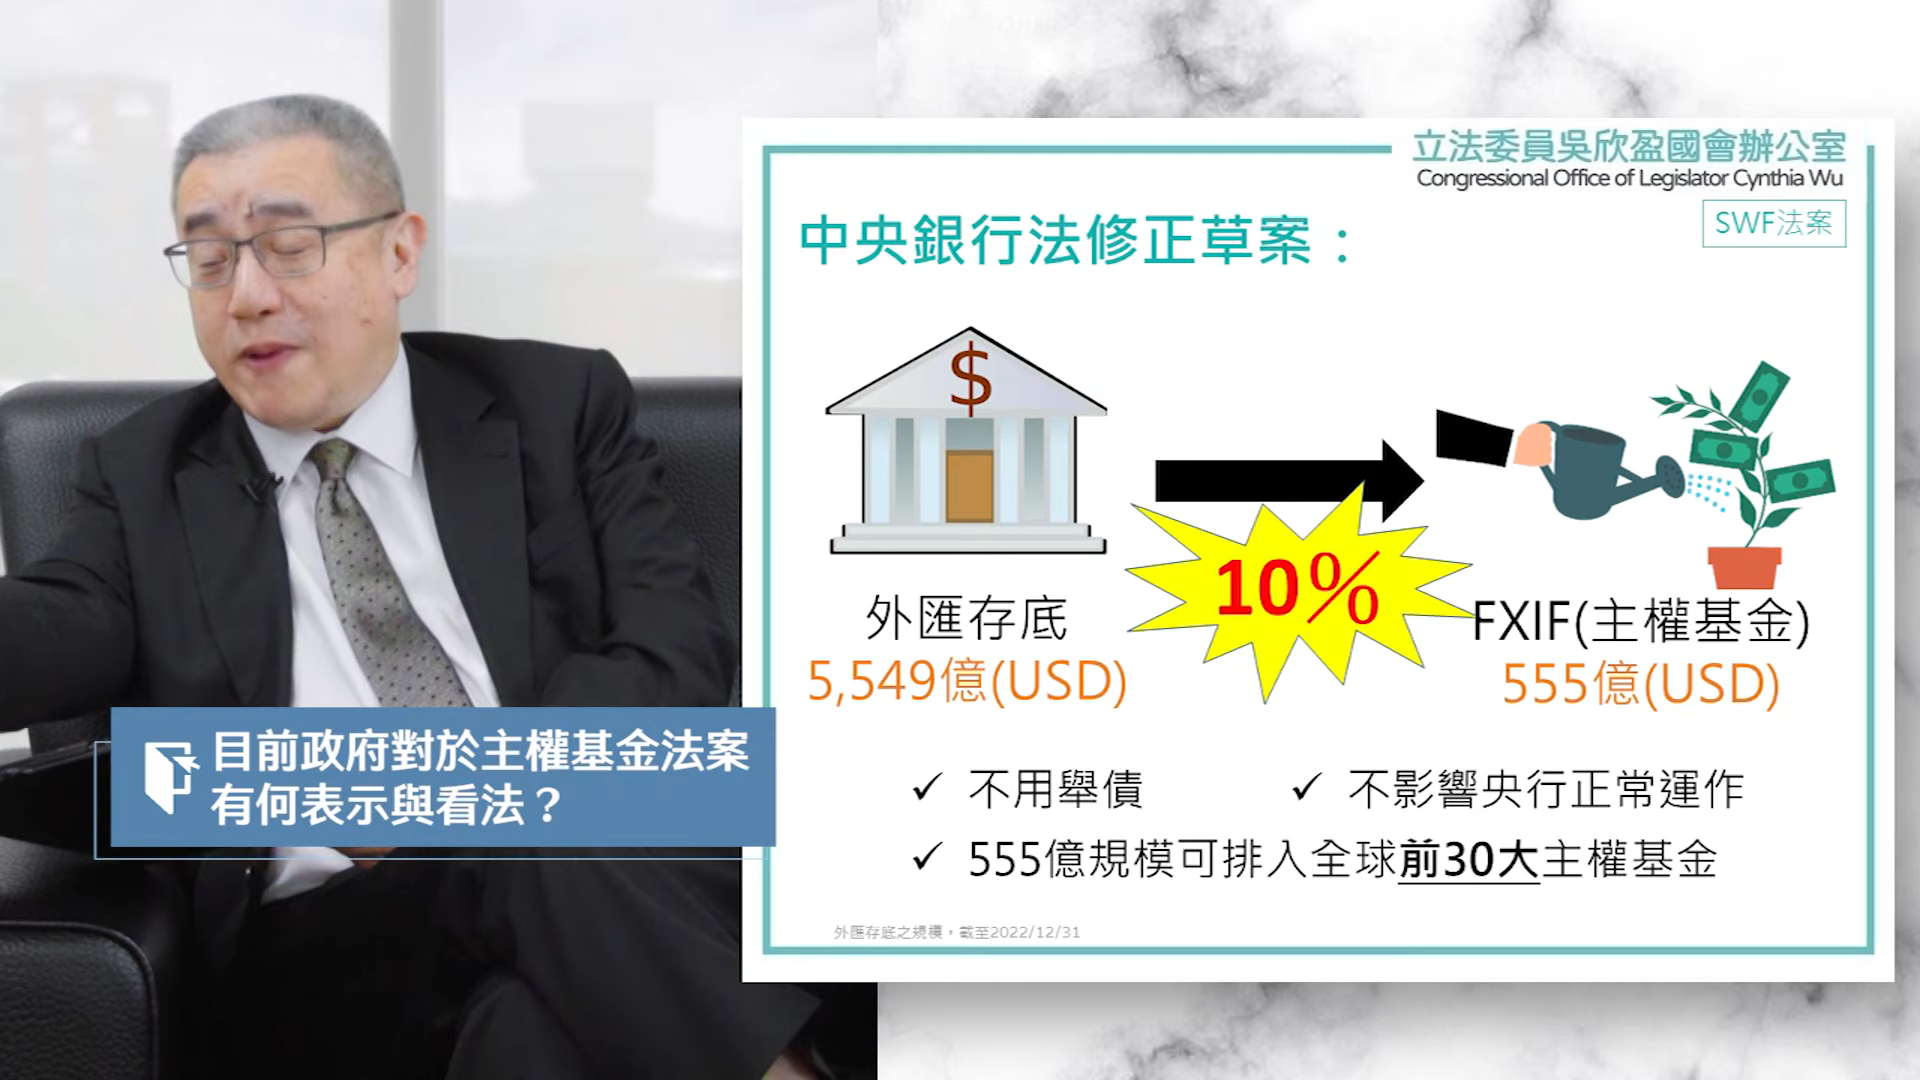 立法委員吳欣盈國會辦公室
Congressional Office of Legislator Cynthia Wu
SWF法案
中央銀行法修正草案：
$
10%
外匯存底
5,549億(USD)
FXIF(主權基金)
555億(USD)
✓ 不用舉債
✓ 不影響央行正常運作
✓ 555億規模可排入全球前30大主權基金
外匯存底之規模，截至2022/12/31
目前政府對於主權基金法案
有何表示與看法？